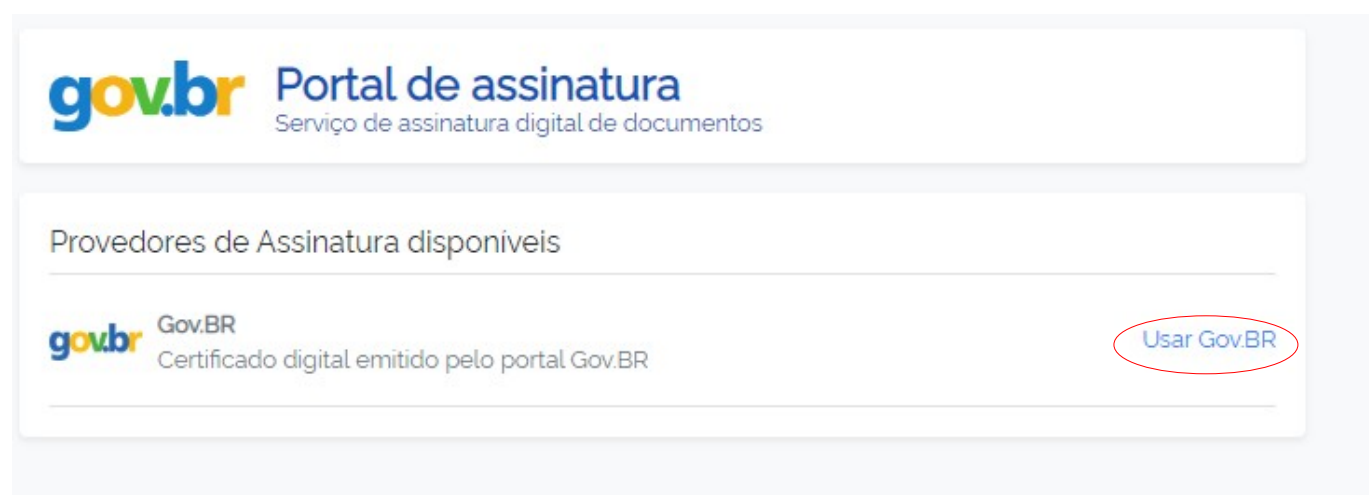 gov.br
Portal de assinatura
Serviço de assinatura digital de documentos
Provedores de Assinatura disponíveis
gov.br
Gov.BR
Certificado digital emitido pelo portal Gov.BR
Usar Gov.BR